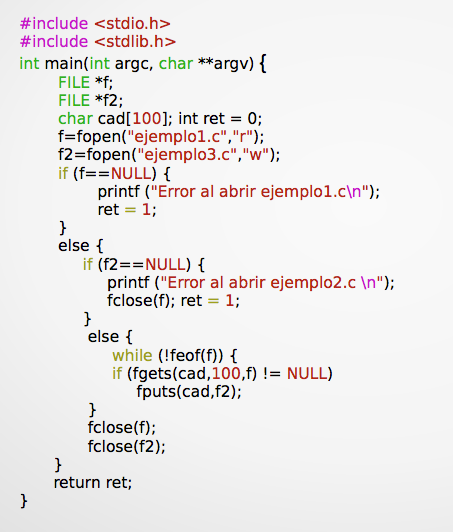 #include <stdio.h>
#include <stdlib.h>
int main(int argc, char **argv) {
FILE *f;
FILE *f2;
char cad[100]; int ret = 0;
f=fopen("ejemplo1.c","r");
f2=fopen("ejemplo3.c","w");
if (f==NULL) {
printf ("Error al abrir ejemplo1.c\n");
ret = 1;
}
else {
if (f2==NULL) {
printf ("Error al abrir ejemplo2.c \n");
fclose(f); ret = 1;
}
else {
while (!feof(f)) {
if (fgets(cad,100,f) != NULL)
fputs(cad,f2);
}
fclose(f);
fclose(f2);
}
return ret;
}